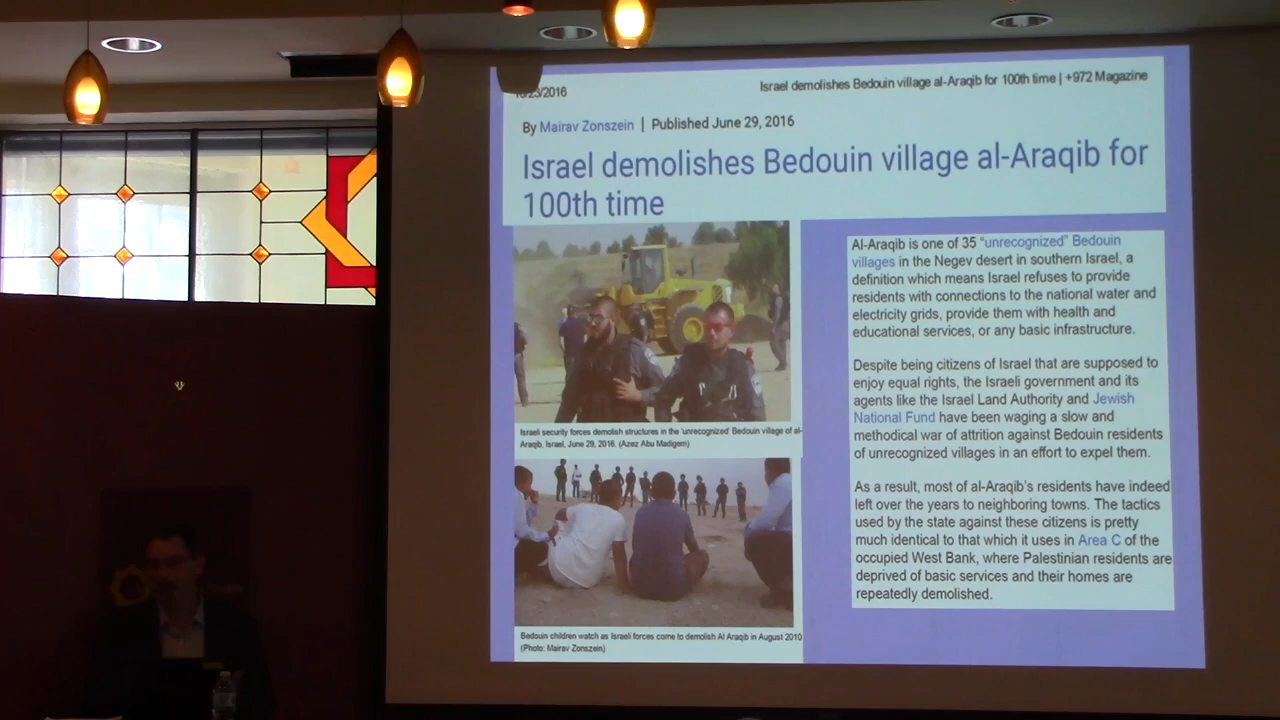 /2016
Israel demolishes Bedouin village al-Araqib for 100th time | +972 Magazine
By Mairav Zonszein | Published June 29, 2016
Israel demolishes Bedouin village al-Araqib for
100th time
Israeli security forces demolish structures in the 'unrecognized' Bedouin village of al-
Araqib, Israel, June 29, 2016. (Azez Abu Madigem)
Bedouin children watch as Israeli forces come to demolish Al Araqib in August 2010
(Photo: Mairav Zonszein)
Al-Araqib is one of 35 “unrecognized” Bedouin
villages in the Negev desert in southern Israel, a
definition which means Israel refuses to provide
residents with connections to the national water and
electricity grids, provide them with health and
educational services, or any basic infrastructure.
Despite being citizens of Israel that are supposed to
enjoy equal rights, the Israeli government and its
agents like the Israel Land Authority and Jewish
National Fund have been waging a slow and
methodical war of attrition against Bedouin residents
of unrecognized villages in an effort to expel them.
As a result, most of al-Araqib’s residents have indeed
left over the years to neighboring towns. The tactics
used by the state against these citizens is pretty
much identical to that which it uses in Area C of the
occupied West Bank, where Palestinian residents are
deprived of basic services and their homes are
repeatedly demolished.